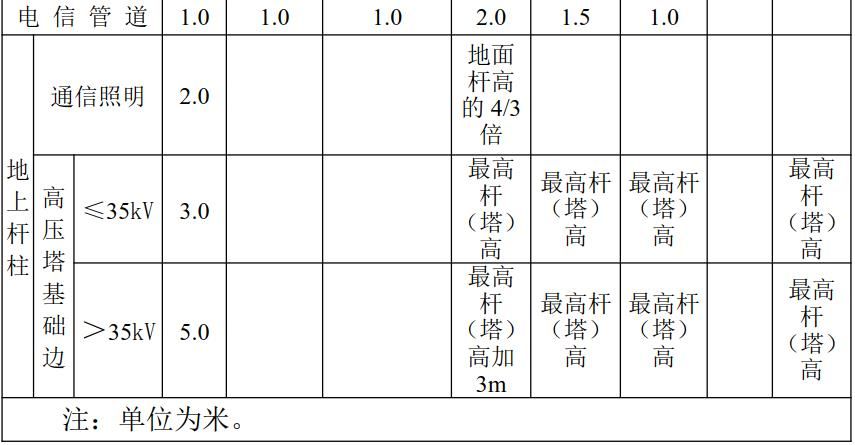 电信管道 1.0 1.0 1.0 2.0 1.5 1.0
地上杆柱
通信照明 2.0
地面
杆高
的 4/3
倍
高压塔基础边
≤35kV 3.0
最高
杆
（塔）
高
最高杆
（塔）
高
最高杆
（塔）
高
最高
杆
（塔）
高
＞35kV 5.0
最高
杆
（塔）
高加
3m
最高杆
（塔）
高
最高杆
（塔）
高
最高
杆
（塔）
高
注：单位为米。